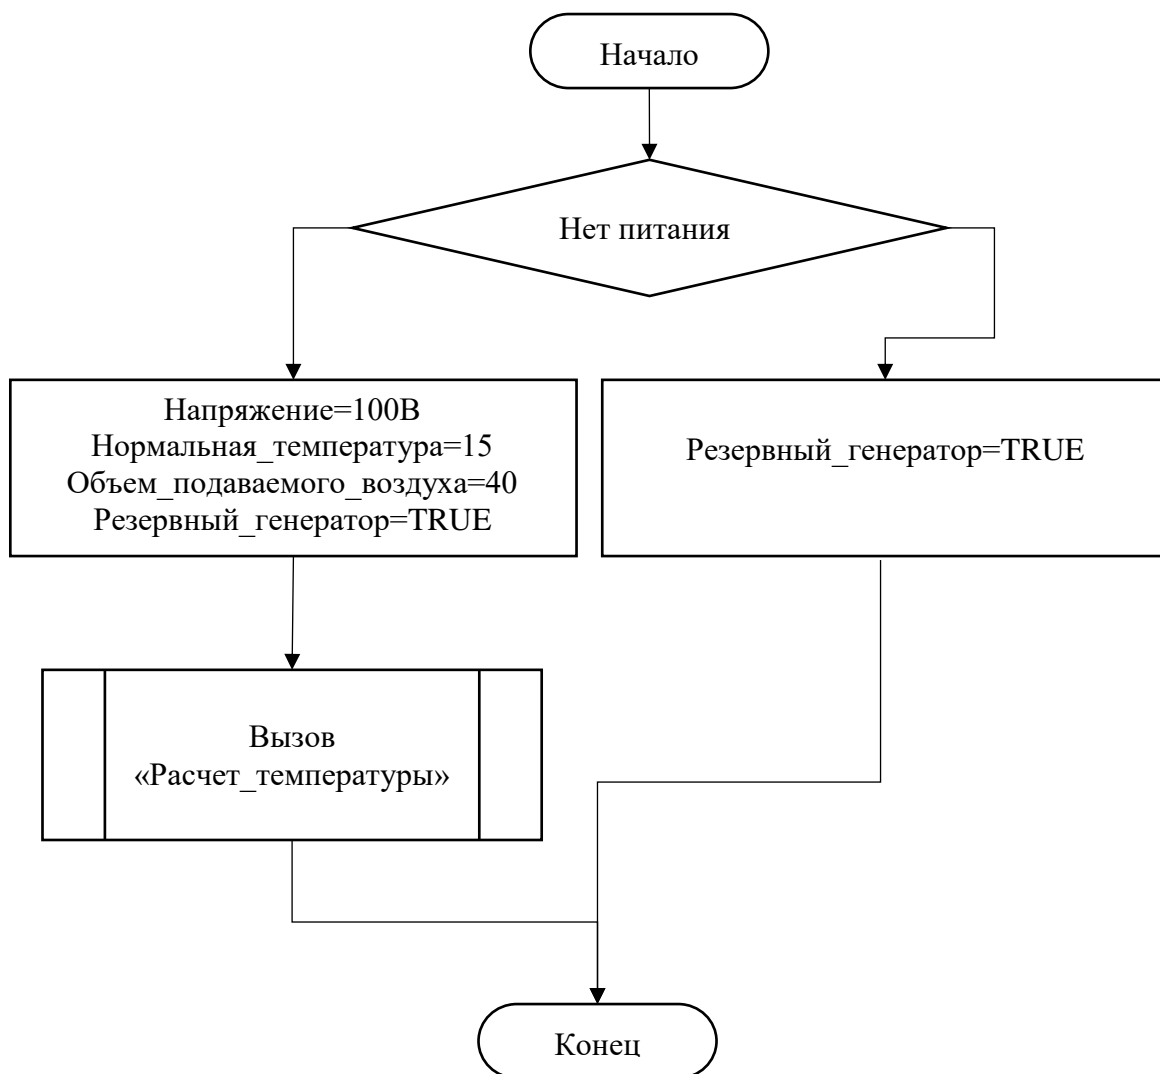 Начало
Нет питания
Напряжение=100В
Нормальная_температура=15
Объем_подаваемого_воздуха=40
Резервный_генератор=TRUE
Резервный_генератор=TRUE
Вызов
«Расчет_температуры»
Конец